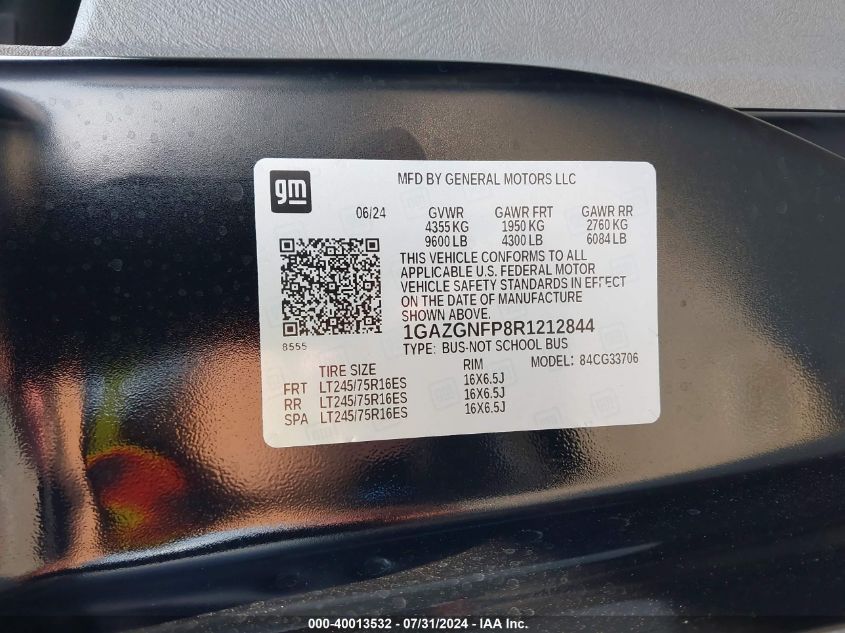 gm
MFD BY GENERAL MOTORS LLC
06/24 GVWR GAWR FRT GAWR RR
4355 KG 1950 KG 2760 KG
9600 LB 4300 LB 6084 LB
THIS VEHICLE CONFORMS TO ALL
APPLICABLE U.S. FEDERAL MOTOR
VEHICLE SAFETY STANDARDS IN EFFECT
ON THE DATE OF MANUFACTURE
SHOWN ABOVE.
1GAZGNFP8R1212844
8555
TYPE: BUS-NOT SCHOOL BUS
MODEL: 84CG33706
TIRE SIZE RIM
FRT LT245/75R16ES 16X6.5J
RR LT245/75R16ES 16X6.5J
SPA LT245/75R16ES 16X6.5J
000-40013532 - 07/31/2024 - IAA Inc.